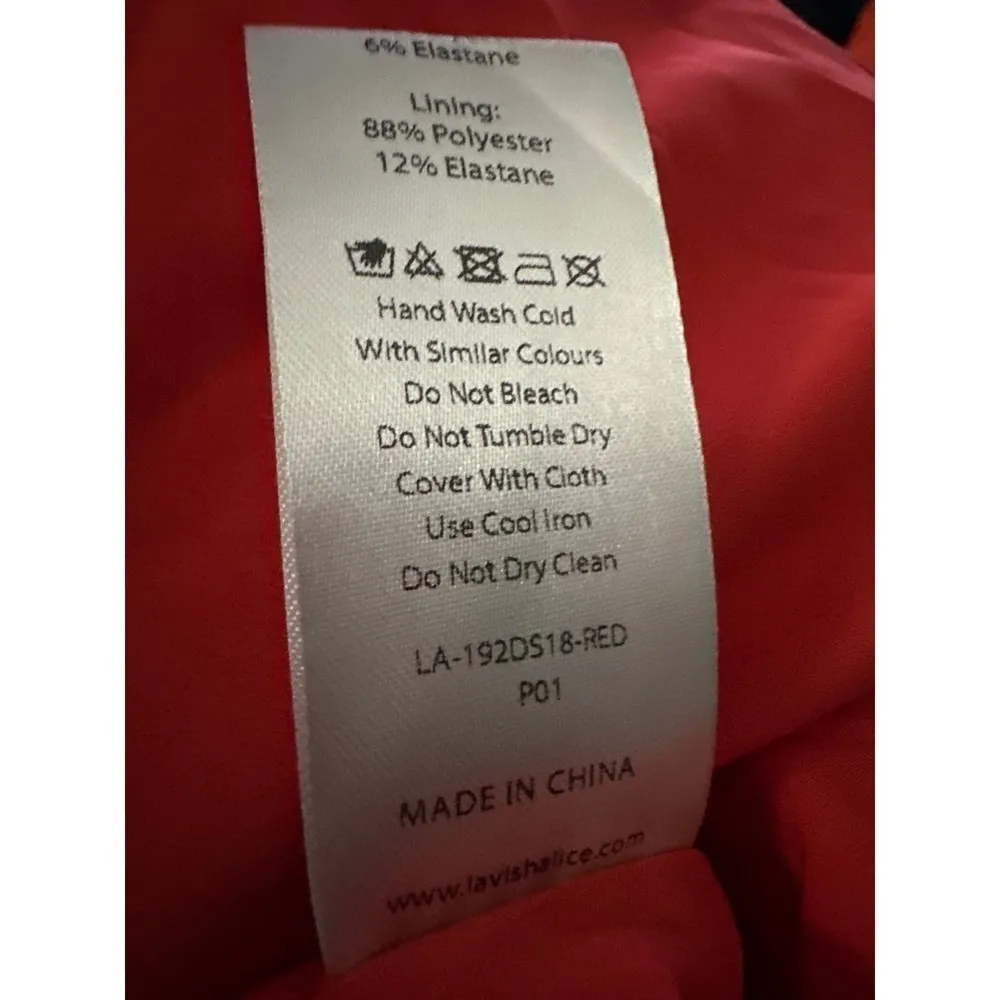 6% Elastane
Lining:
88% Polyester
12% Elastane
Hand Wash Cold
With Similar Colours
Do Not Bleach
Do Not Tumble Dry
Cover With Cloth
Use Cool Iron
Do Not Dry Clean
LA-192DS18-RED
P01
MADE IN CHINA
www.lavishalice.com